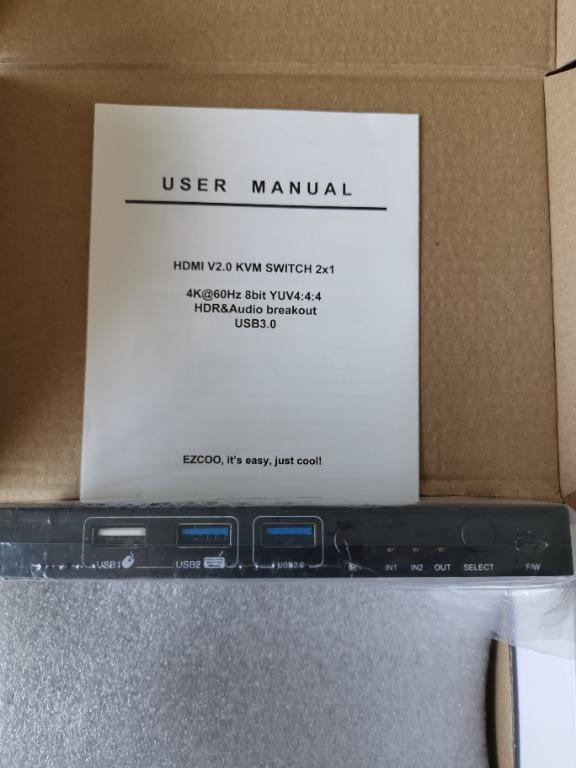 USER MANUAL
HDMI V2.0 KVM SWITCH 2x1
4K@60Hz 8bit YUV4:4:4
HDR&Audio breakout
USB3.0
EZCOO, it's easy, just cool!
USB1 USB2 USB3.0 IR IN1 IN2 OUT SELECT F/W